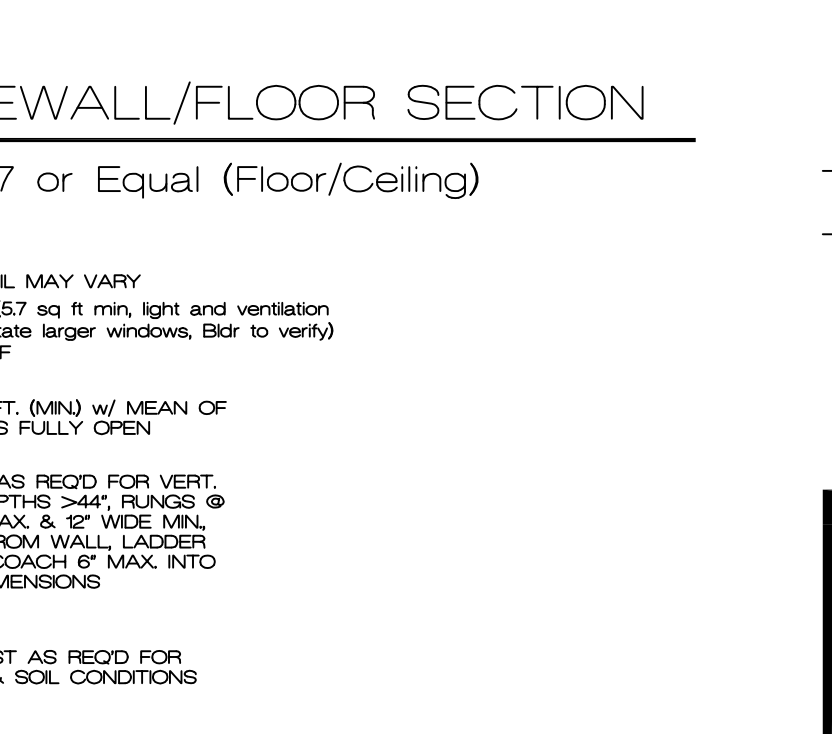 EWALL/FLOOR SECTION
7 or Equal (Floor/Ceiling)
IL MAY VARY
(5.7 sq ft min, light and ventilation
tate larger windows, Bldr to verify)
F
FT. (MIN.) w/ MEAN OF
S FULLY OPEN
AS REQ'D FOR VERT.
PTHS >44", RUNGS @
AX. & 12" WIDE MIN.,
ROM WALL, LADDER
COACH 6" MAX. INTO
MENSIONS
ST AS REQ'D FOR
& SOIL CONDITIONS